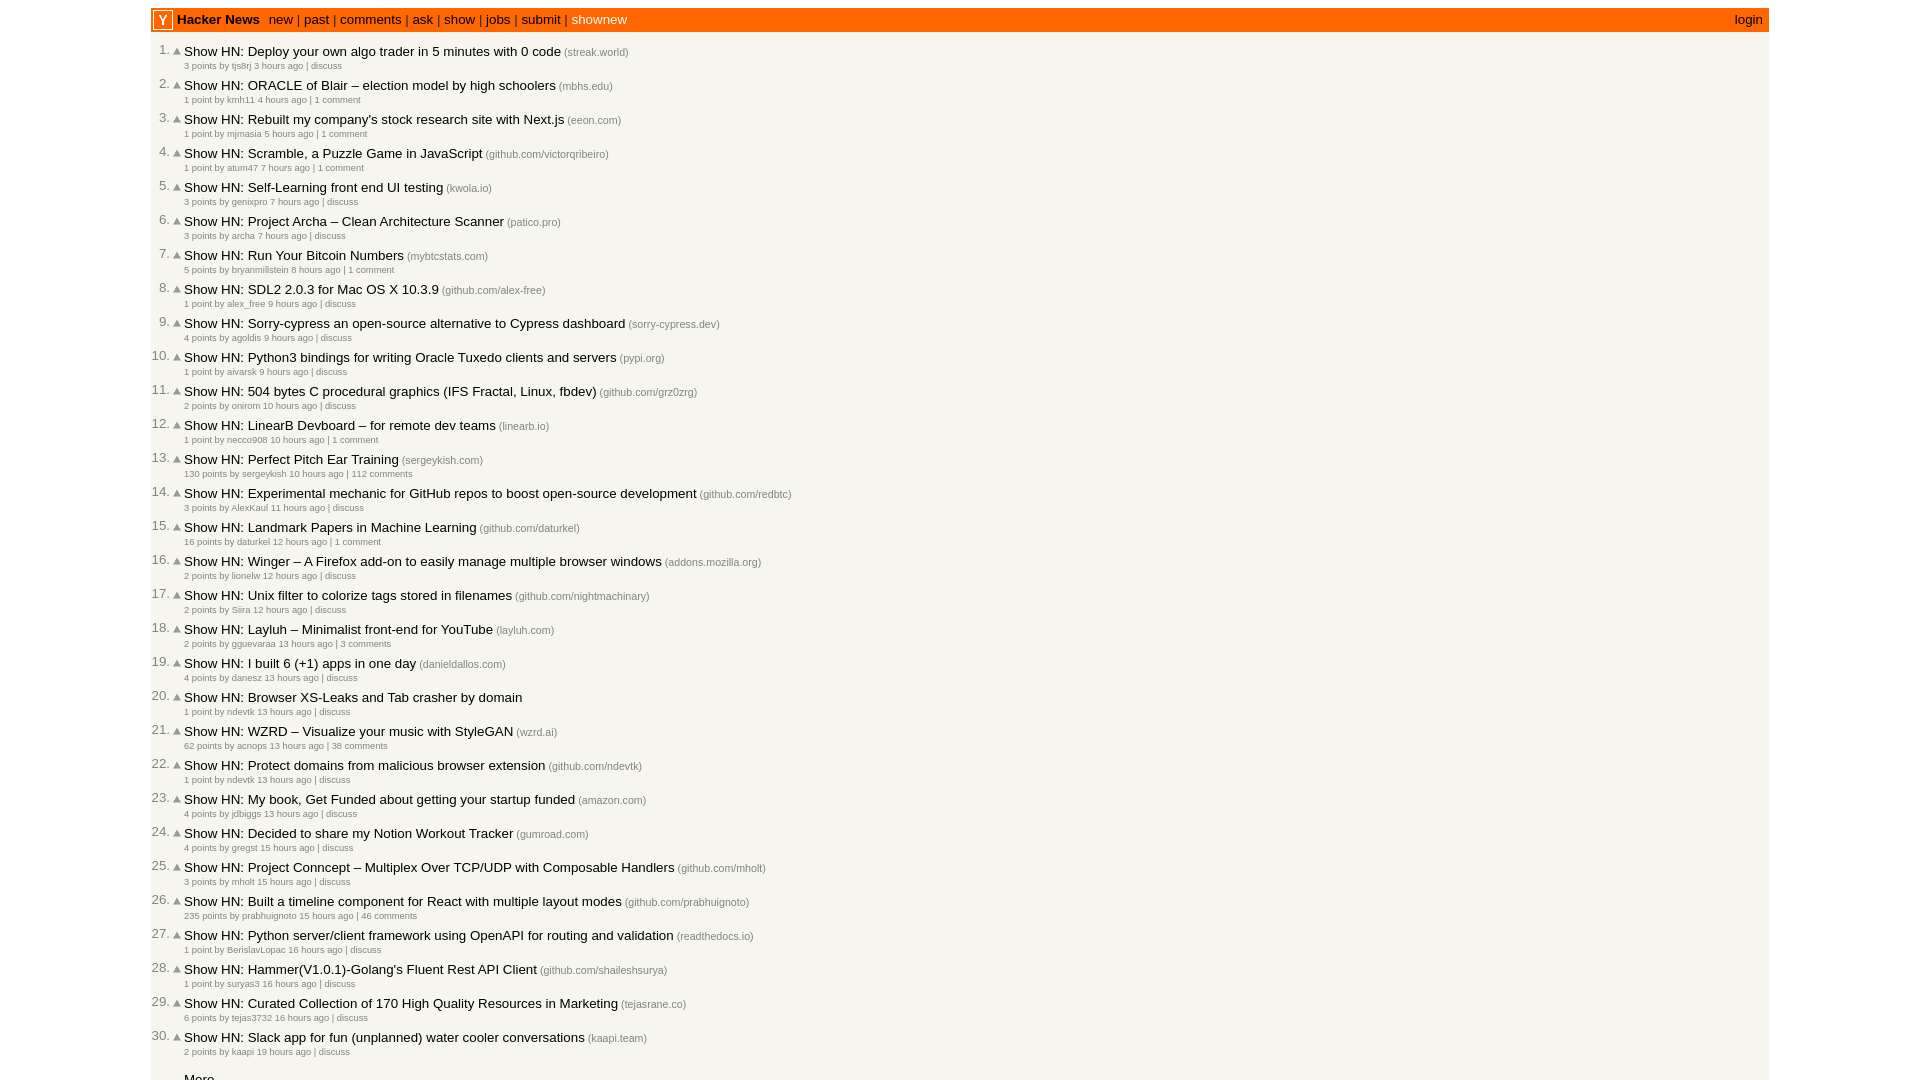 Y Hacker News new | past | comments | ask | show | jobs | submit | shownew login
1. Show HN: Deploy your own algo trader in 5 minutes with 0 code (streak.world)
3 points by tjs8rj 3 hours ago | discuss
2. Show HN: ORACLE of Blair – election model by high schoolers (mbhs.edu)
1 point by kmh11 4 hours ago | 1 comment
3. Show HN: Rebuilt my company's stock research site with Next.js (eeon.com)
1 point by mjmasia 5 hours ago | 1 comment
4. Show HN: Scramble, a Puzzle Game in JavaScript (github.com/victorqribeiro)
1 point by atum47 7 hours ago | 1 comment
5. Show HN: Self-Learning front end UI testing (kwola.io)
3 points by genixpro 7 hours ago | discuss
6. Show HN: Project Archa – Clean Architecture Scanner (patico.pro)
3 points by archa 7 hours ago | discuss
7. Show HN: Run Your Bitcoin Numbers (mybtcstats.com)
5 points by bryanmillstein 8 hours ago | 1 comment
8. Show HN: SDL2 2.0.3 for Mac OS X 10.3.9 (github.com/alex-free)
1 point by alex_free 9 hours ago | discuss
9. Show HN: Sorry-cypress an open-source alternative to Cypress dashboard (sorry-cypress.dev)
4 points by agoldis 9 hours ago | discuss
10. Show HN: Python3 bindings for writing Oracle Tuxedo clients and servers (pypi.org)
1 point by aivarsk 9 hours ago | discuss
11. Show HN: 504 bytes C procedural graphics (IFS Fractal, Linux, fbdev) (github.com/grz0zrg)
2 points by onirom 10 hours ago | discuss
12. Show HN: LinearB Devboard – for remote dev teams (linearb.io)
1 point by necco908 10 hours ago | 1 comment
13. Show HN: Perfect Pitch Ear Training (sergeykish.com)
130 points by sergeykish 10 hours ago | 112 comments
14. Show HN: Experimental mechanic for GitHub repos to boost open-source development (github.com/redbtc)
3 points by AlexKaul 11 hours ago | discuss
15. Show HN: Landmark Papers in Machine Learning (github.com/daturkel)
16 points by daturkel 12 hours ago | 1 comment
16. Show HN: Winger – A Firefox add-on to easily manage multiple browser windows (addons.mozilla.org)
2 points by lionelw 12 hours ago | discuss
17. Show HN: Unix filter to colorize tags stored in filenames (github.com/nightmachinary)
2 points by Siira 12 hours ago | discuss
18. Show HN: Layluh – Minimalist front-end for YouTube (layluh.com)
2 points by gguevaraa 13 hours ago | 3 comments
19. Show HN: I built 6 (+1) apps in one day (danieldallos.com)
4 points by danesz 13 hours ago | discuss
20. Show HN: Browser XS-Leaks and Tab crasher by domain
1 point by ndevtk 13 hours ago | discuss
21. Show HN: WZRD – Visualize your music with StyleGAN (wzrd.ai)
62 points by acnops 13 hours ago | 38 comments
22. Show HN: Protect domains from malicious browser extension (github.com/ndevtk)
1 point by ndevtk 13 hours ago | discuss
23. Show HN: My book, Get Funded about getting your startup funded (amazon.com)
4 points by jdbiggs 13 hours ago | discuss
24. Show HN: Decided to share my Notion Workout Tracker (gumroad.com)
4 points by gregst 15 hours ago | discuss
25. Show HN: Project Conncept – Multiplex Over TCP/UDP with Composable Handlers (github.com/mholt)
3 points by mholt 15 hours ago | discuss
26. Show HN: Built a timeline component for React with multiple layout modes (github.com/prabhuignoto)
235 points by prabhuignoto 15 hours ago | 46 comments
27. Show HN: Python server/client framework using OpenAPI for routing and validation (readthedocs.io)
1 point by BerislavLopac 16 hours ago | discuss
28. Show HN: Hammer(V1.0.1)-Golang's Fluent Rest API Client (github.com/shaileshsurya)
1 point by suryas3 16 hours ago | discuss
29. Show HN: Curated Collection of 170 High Quality Resources in Marketing (tejasrane.co)
6 points by tejas3732 16 hours ago | discuss
30. Show HN: Slack app for fun (unplanned) water cooler conversations (kaapi.team)
2 points by kaapi 19 hours ago | discuss
More